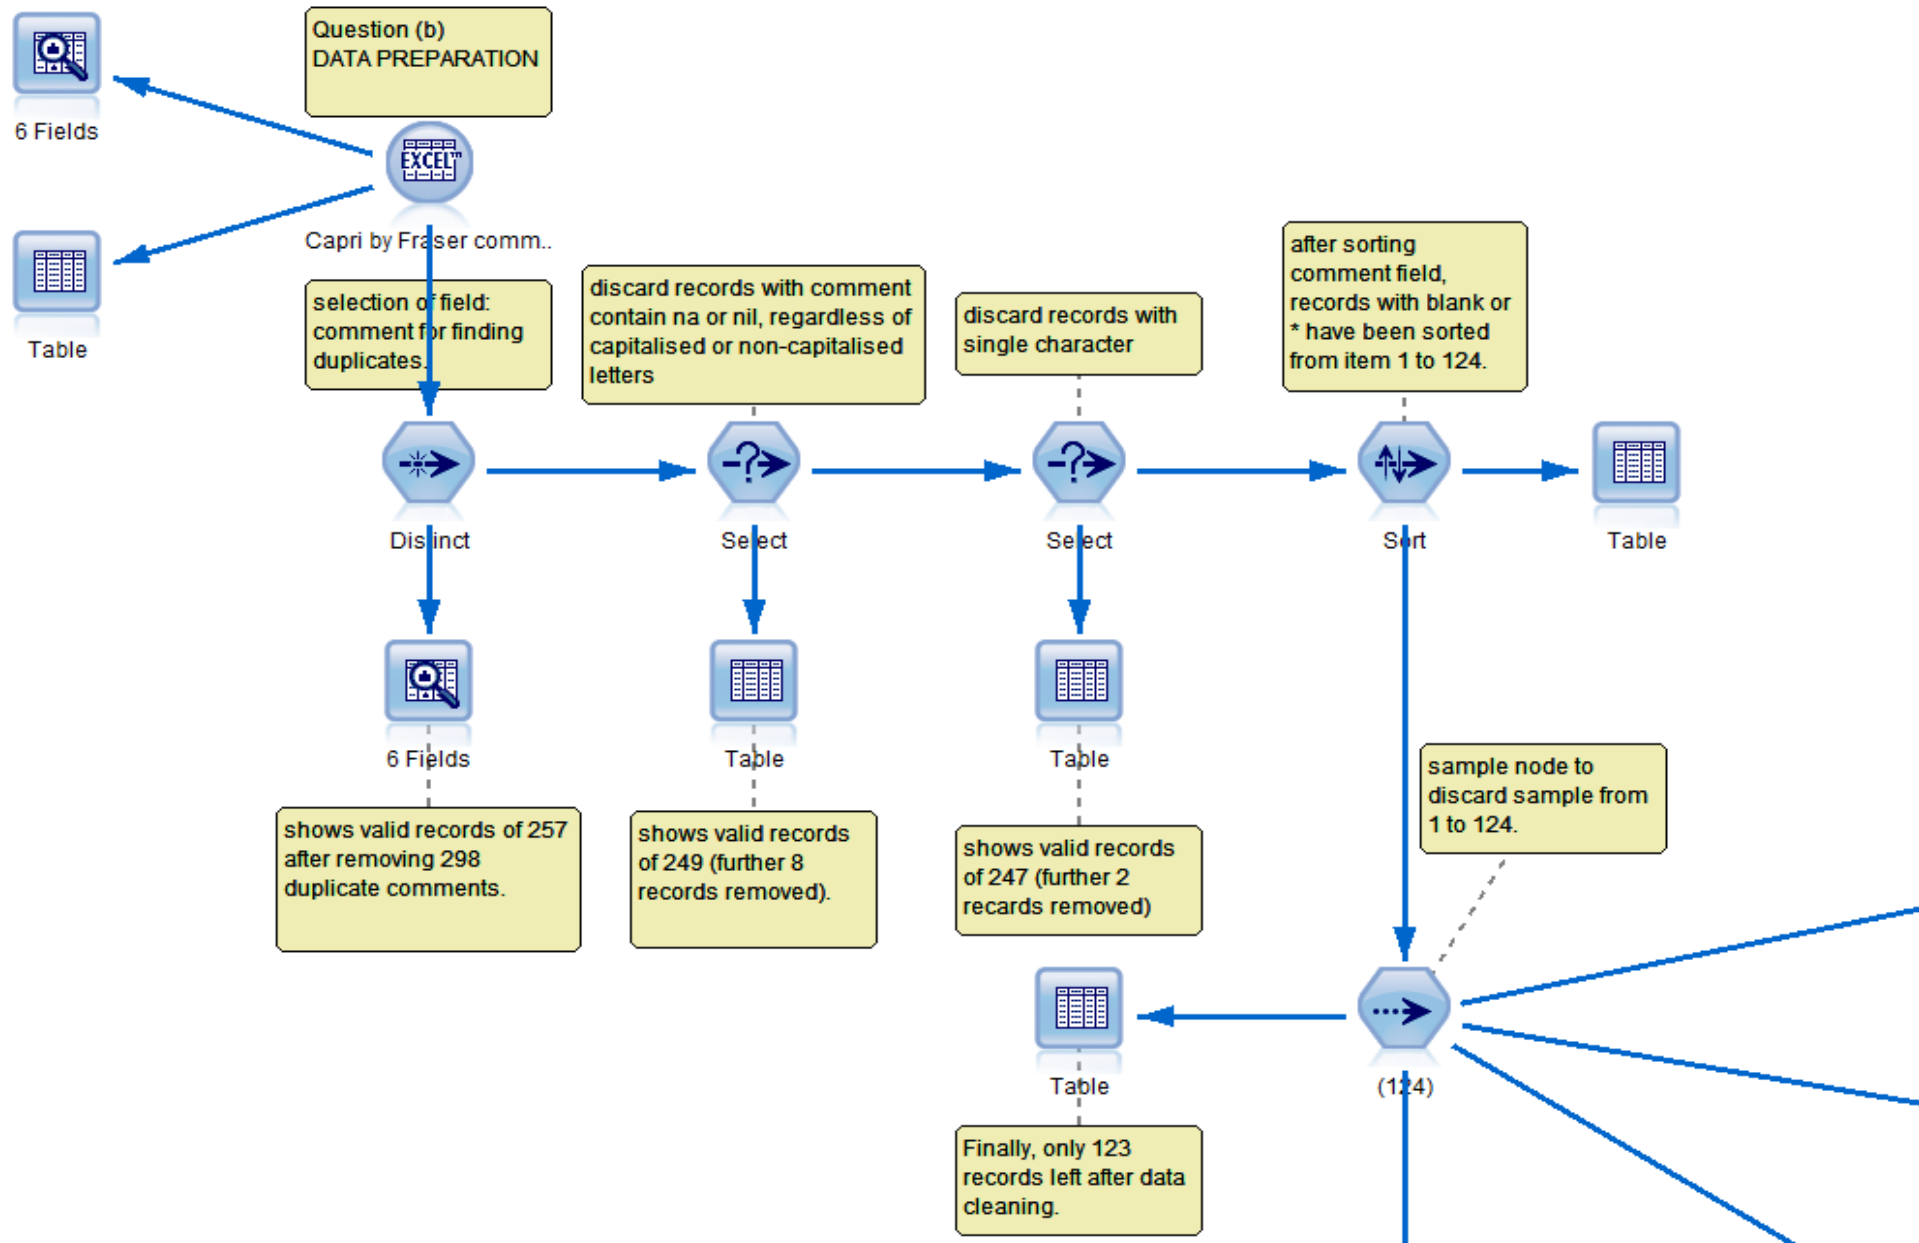 Question (b)
DATA PREPARATION
6 Fields
EXCEL™
Capri by Fraser comm..
Table
selection of field:
comment for finding
duplicates.
discard records with comment
contain na or nil, regardless of
capitalised or non-capitalised
letters
discard records with
single character
after sorting
comment field,
records with blank or
* have been sorted
from item 1 to 124.
Distinct
Select
Select
Sort
Table
6 Fields
Table
Table
shows valid records of 257
after removing 298
duplicate comments.
shows valid records
of 249 (further 8
records removed).
shows valid records
of 247 (further 2
recards removed)
sample node to
discard sample from
1 to 124.
Table
(124)
Finally, only 123
records left after data
cleaning.